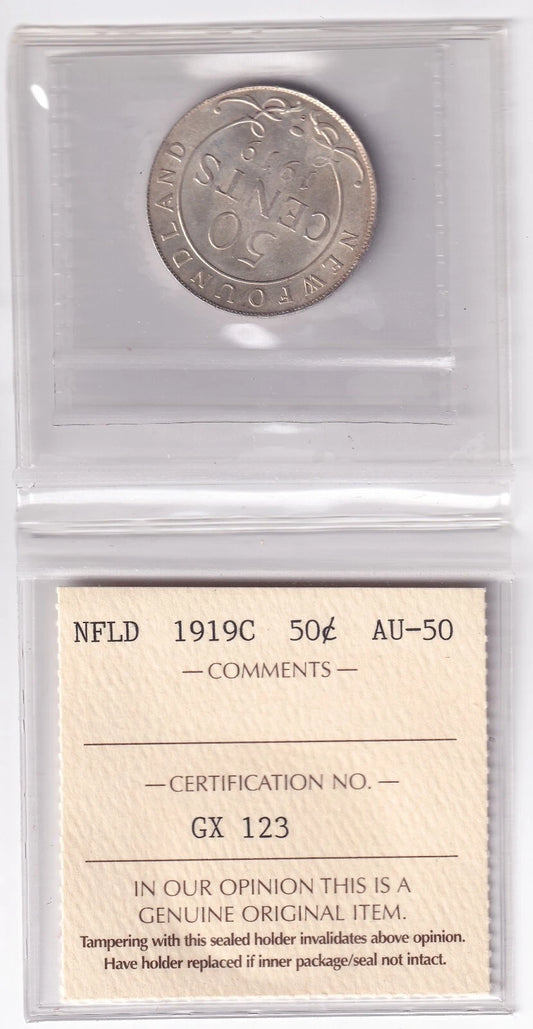 50
CENTS
1919
NEWFOUNDLAND
NFLD 1919C 50¢ AU-50
— COMMENTS —
— CERTIFICATION NO. —
GX 123
IN OUR OPINION THIS IS A
GENUINE ORIGINAL ITEM.
Tampering with this sealed holder invalidates above opinion.
Have holder replaced if inner package/seal not intact.